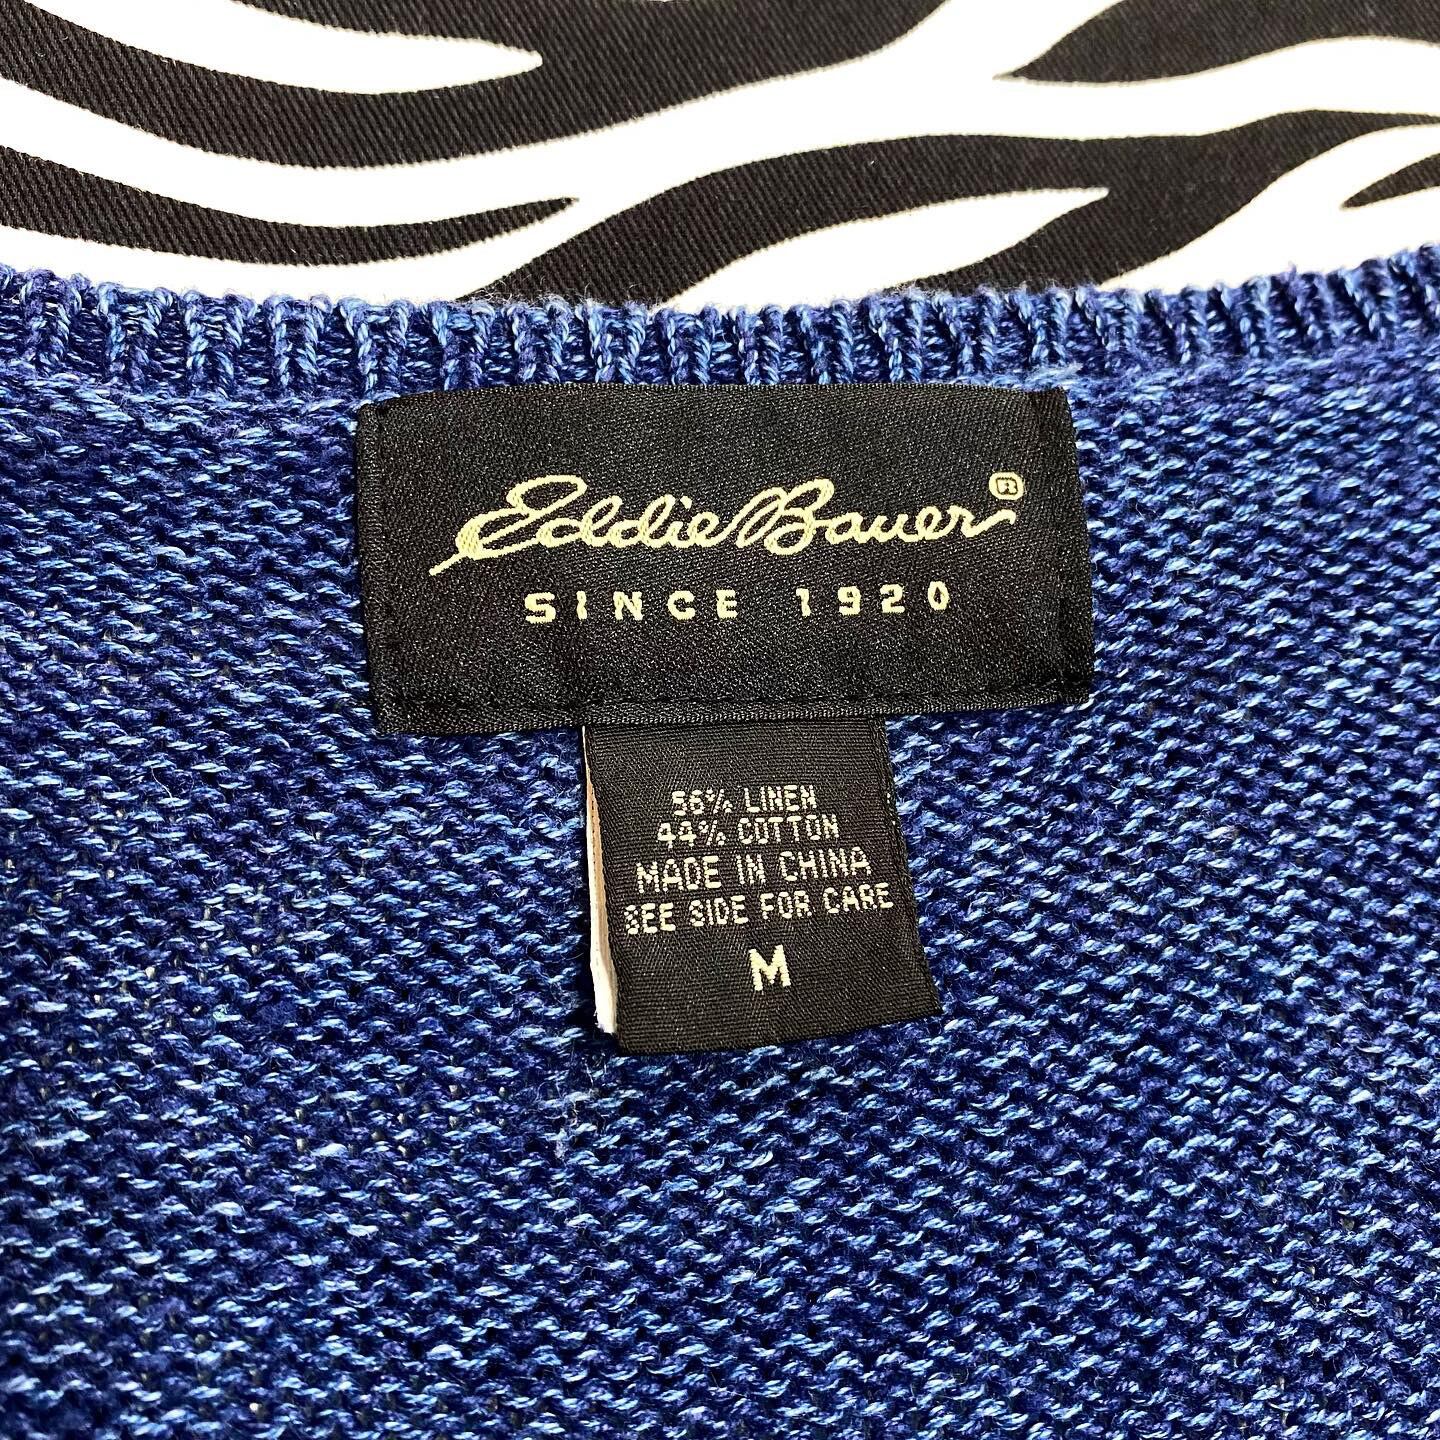 Eddie Bauer®
SINCE 1920
56% LINEN
44% COTTON
MADE IN CHINA
SEE SIDE FOR CARE
M